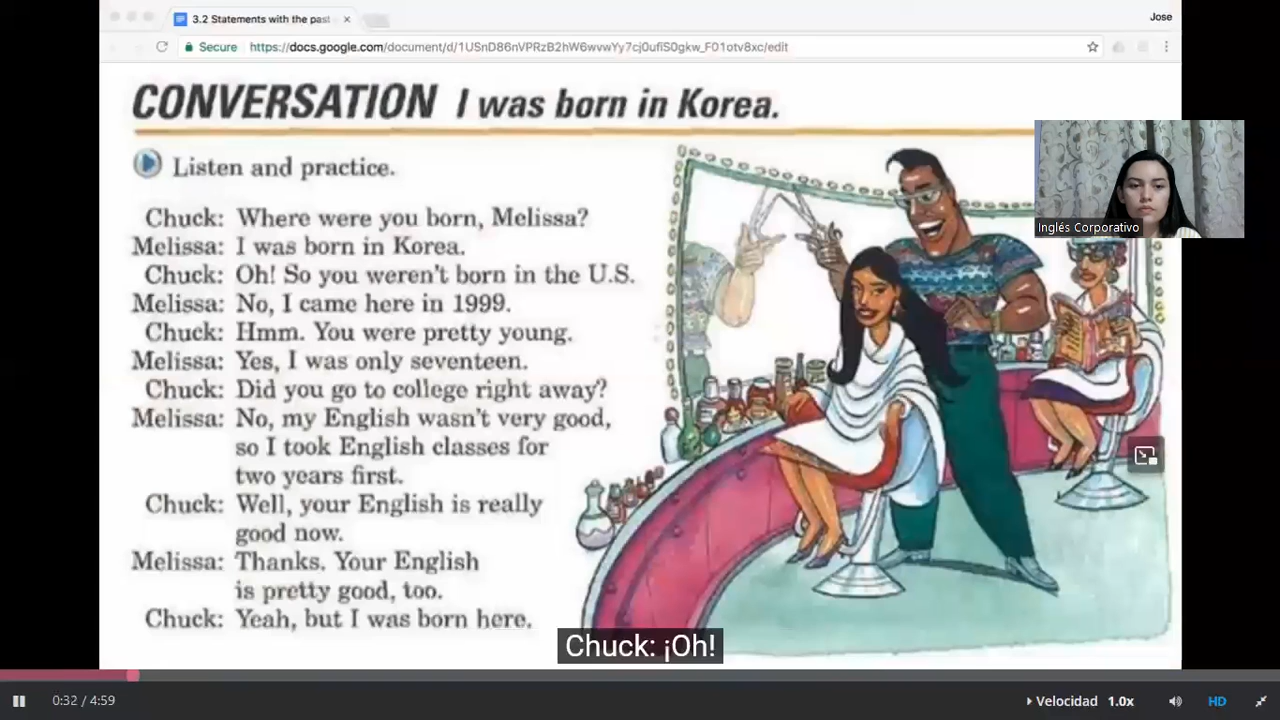 3.2 Statements with the past
Jose
Secure https://docs.google.com/document/d/1USnD86nVPRzB2hW6wvwYy7cj0ufiS0gkw_F01otv8xc/edit
CONVERSATION I was born in Korea.
Listen and practice.
Inglés Corporativo
Chuck: Where were you born, Melissa?
Melissa: I was born in Korea.
Chuck: Oh! So you weren't born in the U.S.
Melissa: No, I came here in 1999.
Chuck: Hmm. You were pretty young.
Melissa: Yes, I was only seventeen.
Chuck: Did you go to college right away?
Melissa: No, my English wasn't very good,
so I took English classes for
two years first.
Chuck: Well, your English is really
good now.
Melissa: Thanks. Your English
is pretty good, too.
Chuck: Yeah, but I was born here.
Chuck: ¡Oh!
0:32 / 4:59
Velocidad 1.0x
HD